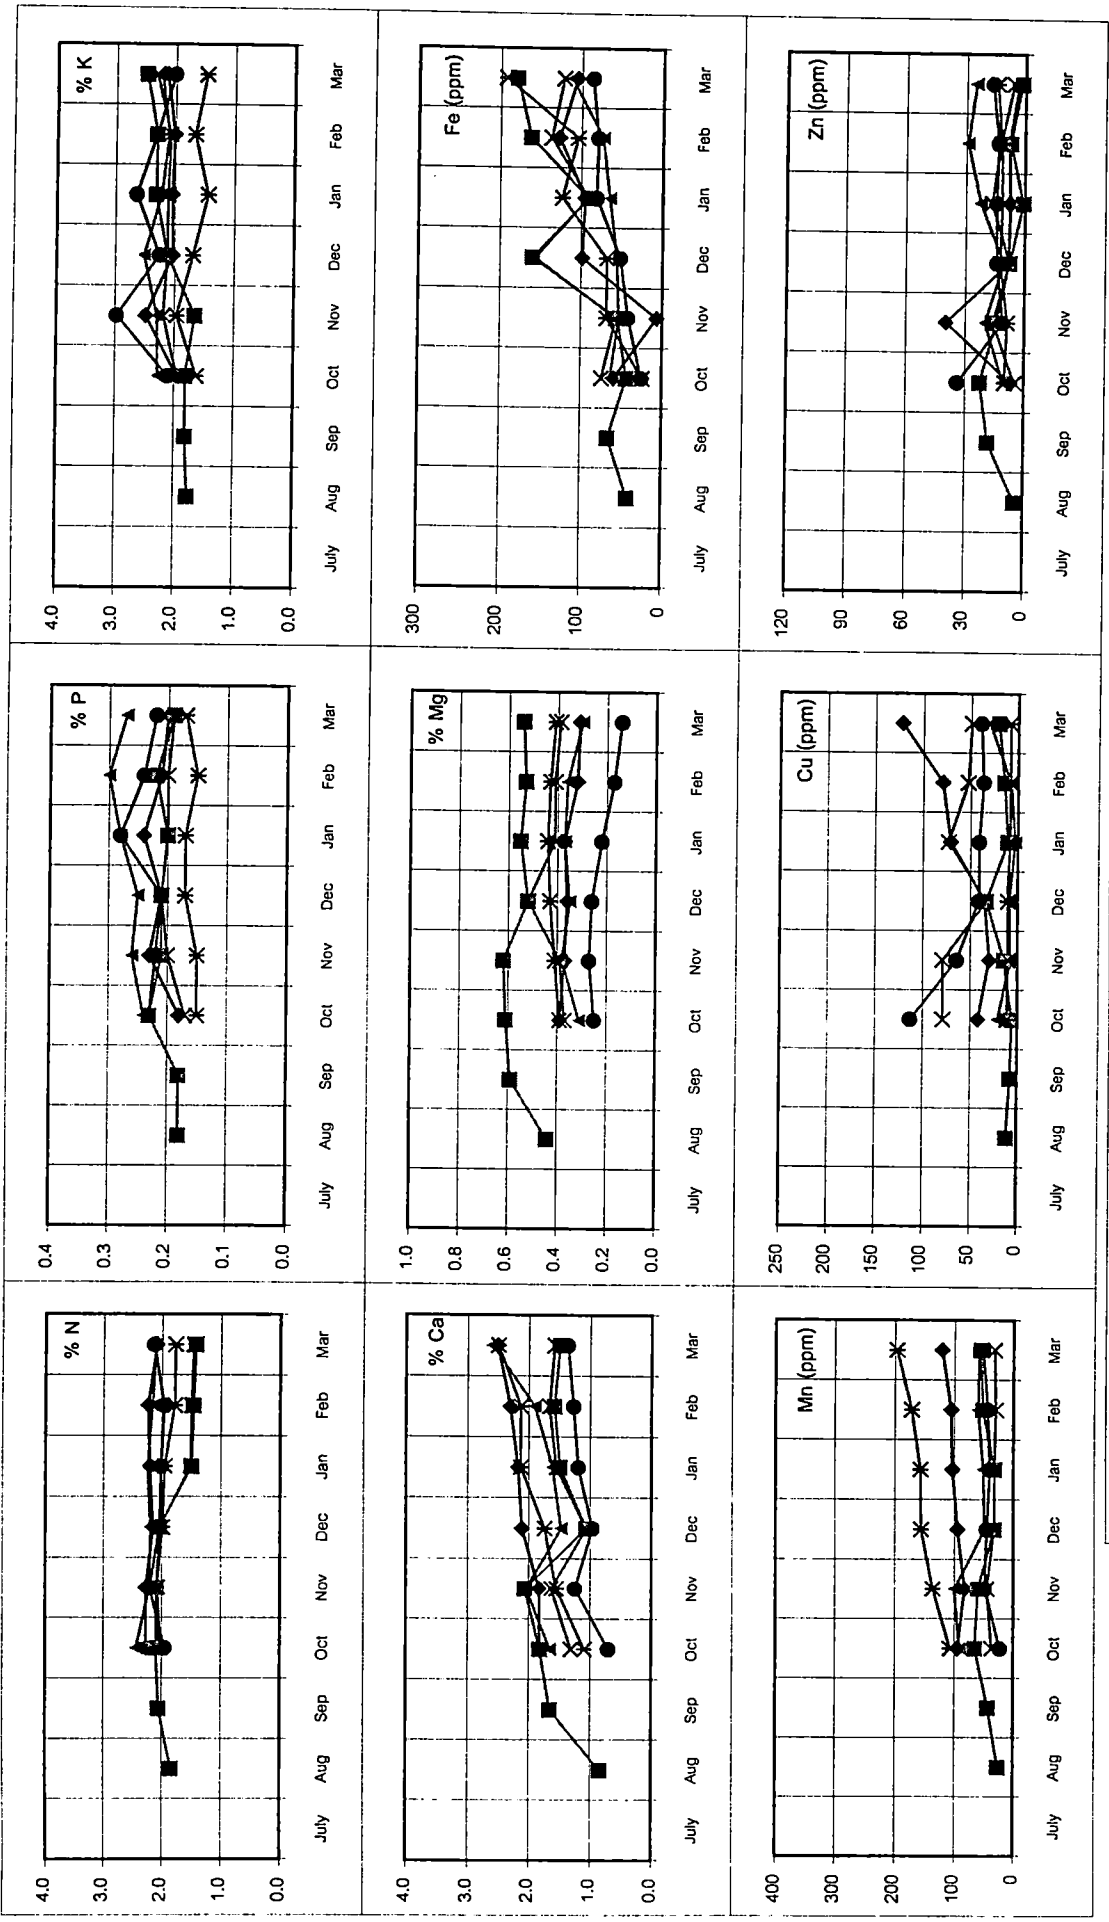 % N
4.0
3.0
2.0
1.0
0.0
July Aug Sep Oct Nov Dec Jan Feb Mar
% P
0.4
0.3
0.2
0.1
0.0
July Aug Sep Oct Nov Dec Jan Feb Mar
% K
4.0
3.0
2.0
1.0
0.0
July Aug Sep Oct Nov Dec Jan Feb Mar
% Ca
4.0
3.0
2.0
1.0
0.0
July Aug Sep Oct Nov Dec Jan Feb Mar
% Mg
1.0
0.8
0.6
0.4
0.2
0.0
July Aug Sep Oct Nov Dec Jan Feb Mar
Fe (ppm)
300
200
100
0
July Aug Sep Oct Nov Dec Jan Feb Mar
Mn (ppm)
400
300
200
100
0
July Aug Sep Oct Nov Dec Jan Feb Mar
Cu (ppm)
250
200
150
100
50
0
July Aug Sep Oct Nov Dec Jan Feb Mar
Zn (ppm)
120
90
60
30
0
July Aug Sep Oct Nov Dec Jan Feb Mar